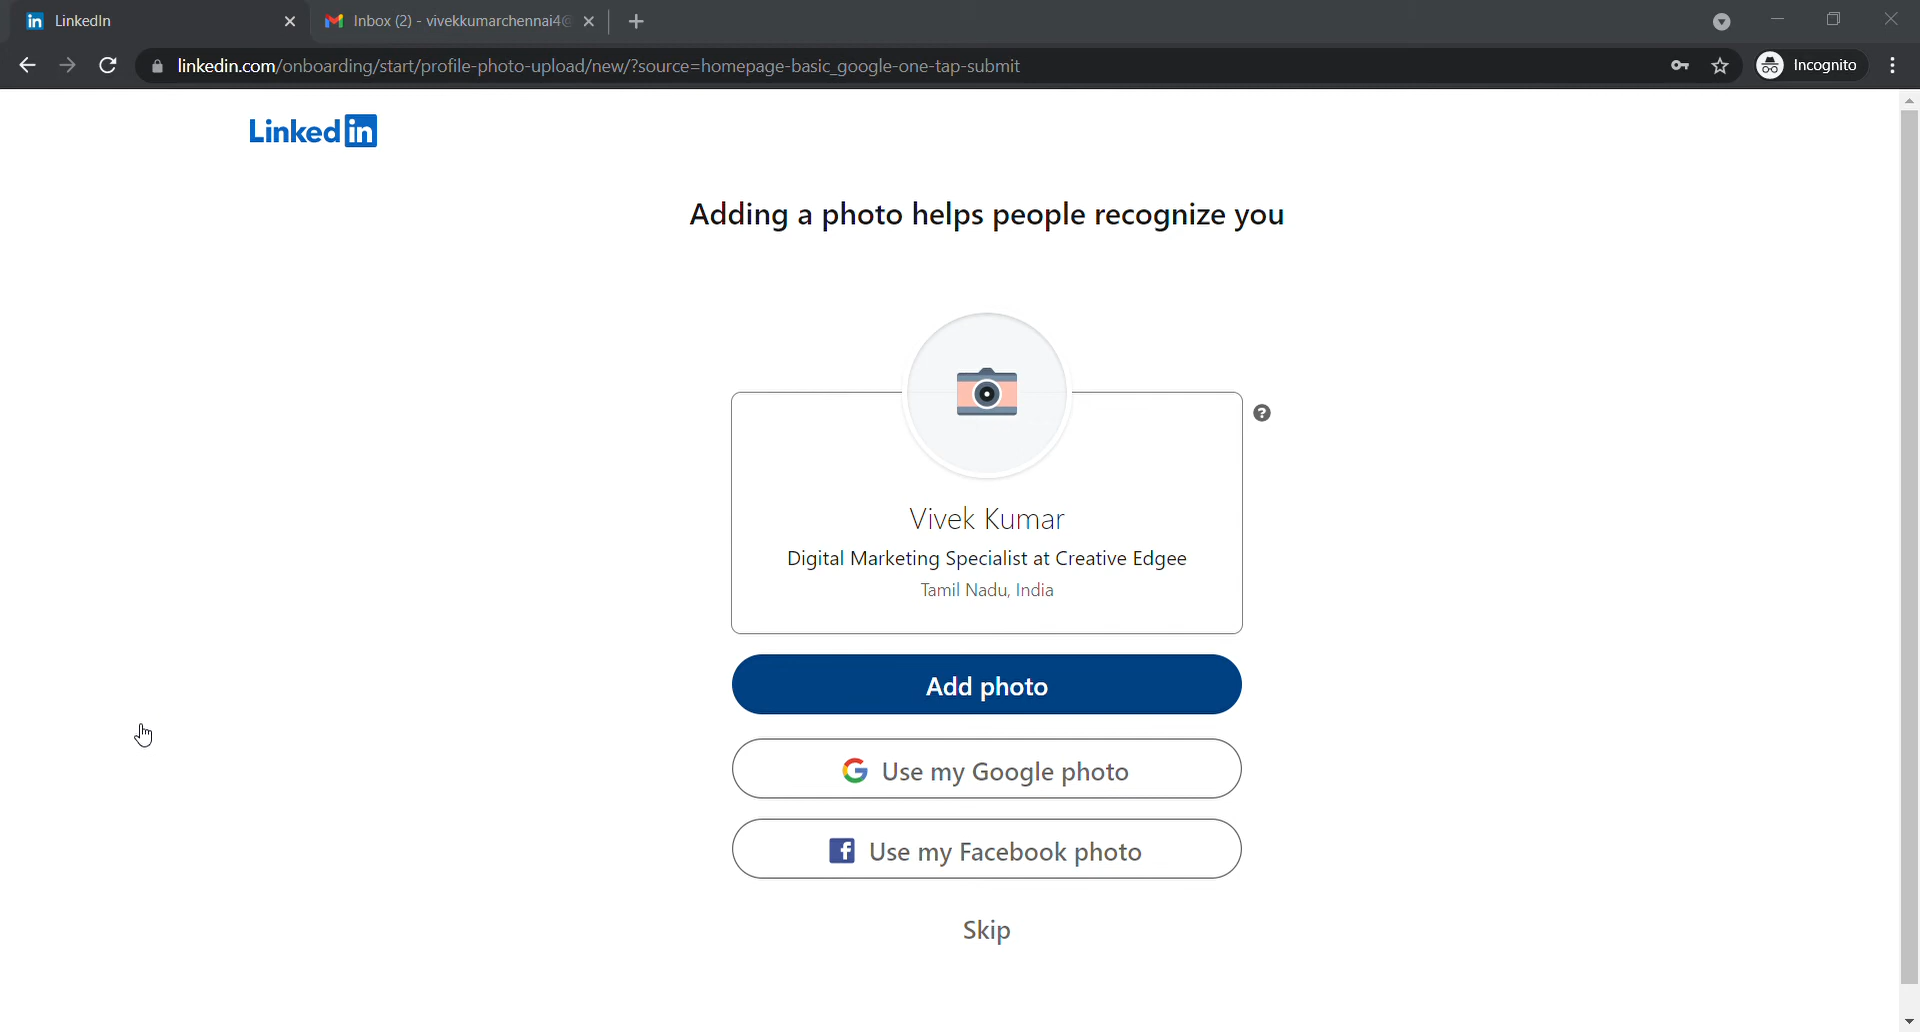 LinkedIn
Inbox (2) - vivekkumarchennai4@
linkedin.com/onboarding/start/profile-photo-upload/new/?source=homepage-basic_google-one-tap-submit
Incognito
Linked in
Adding a photo helps people recognize you
?
Vivek Kumar
Digital Marketing Specialist at Creative Edgee
Tamil Nadu, India
Add photo
Use my Google photo
Use my Facebook photo
Skip